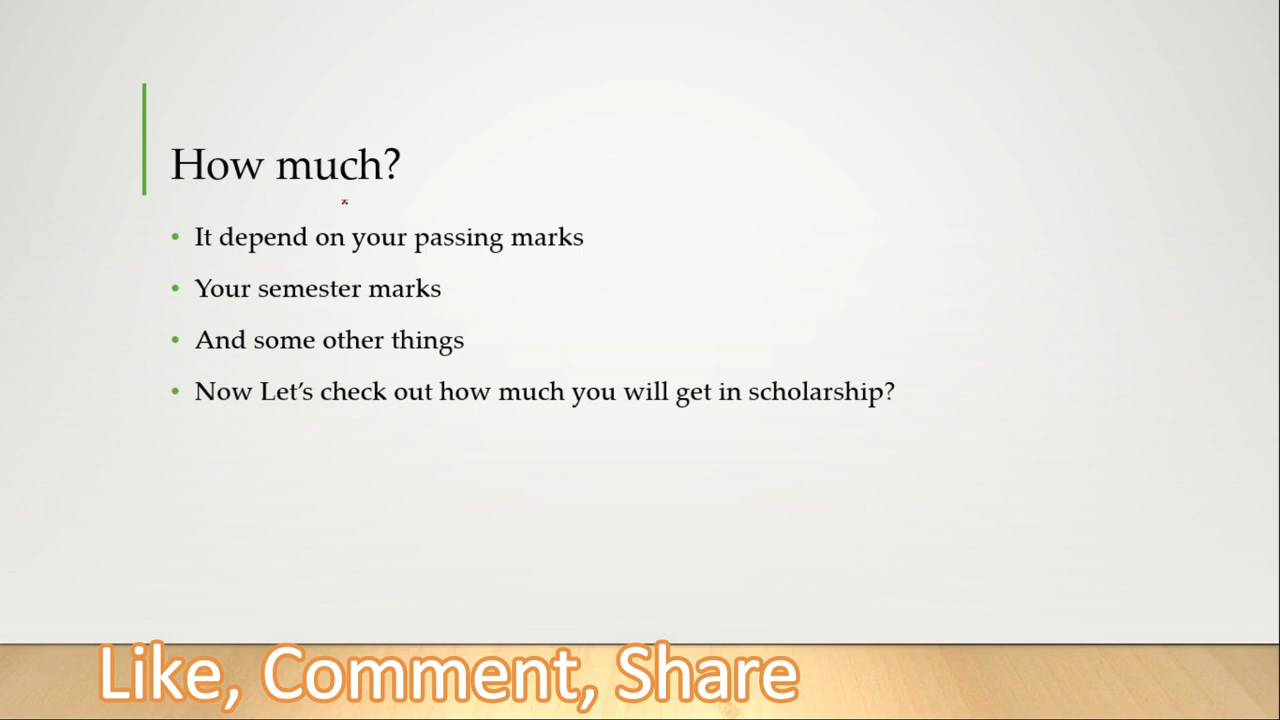 How much?
It depend on your passing marks
Your semester marks
And some other things
Now Let’s check out how much you will get in scholarship?
Like, Comment, Share